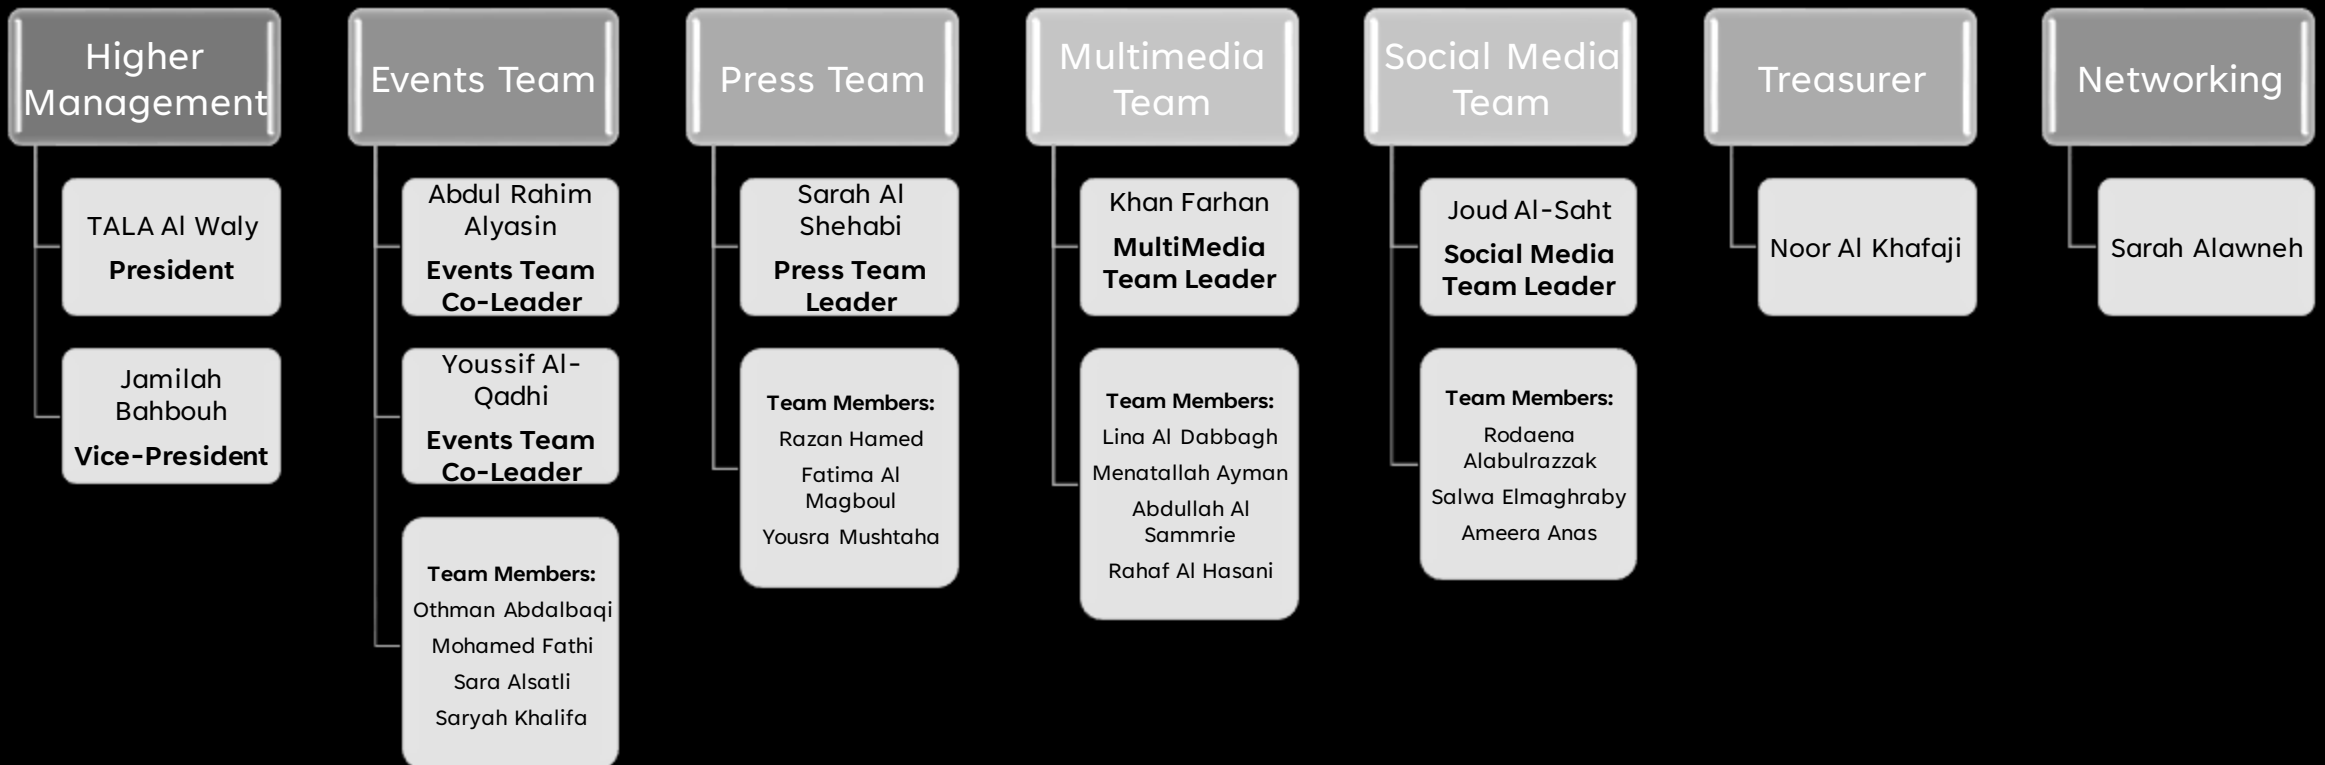 Higher
Management
TALA Al Waly
President
Jamilah
Bahbouh
Vice-President
Events Team
Abdul Rahim
Alyasin
Events Team
Co-Leader
Youssif Al-
Qadhi
Events Team
Co-Leader
Team Members:
Othman Abdalbaqi
Mohamed Fathi
Sara Alsatli
Saryah Khalifa
Press Team
Sarah Al
Shehabi
Press Team
Leader
Team Members:
Razan Hamed
Fatima Al
Magboul
Yousra Mushtaha
Multimedia
Team
Khan Farhan
MultiMedia
Team Leader
Team Members:
Lina Al Dabbagh
Menatallah Ayman
Abdullah Al
Sammrie
Rahaf Al Hasani
Social Media
Team
Joud Al-Saht
Social Media
Team Leader
Team Members:
Rodaena
Alabulrazzak
Salwa Elmaghraby
Ameera Anas
Treasurer
Noor Al Khafaji
Networking
Sarah Alawneh